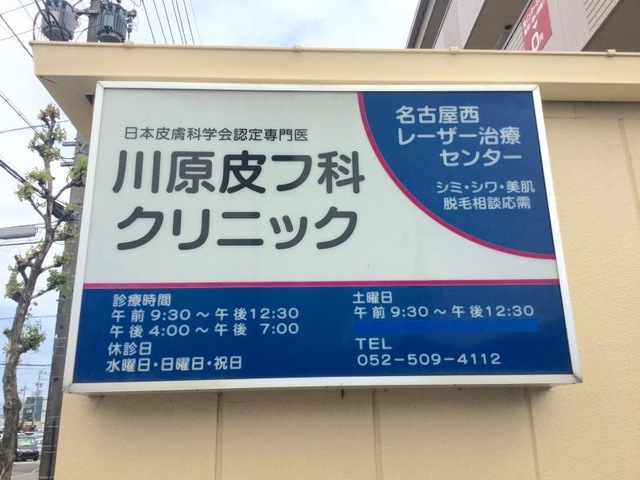 日本皮膚科学会認定専門医
川原皮フ科
クリニック
名古屋西
レーザー治療
センター
シミ・シワ・美肌
脱毛相談応需
診療時間
午前 9:30～午後12:30
午後 4:00～午後 7:00
休診日
水曜日・日曜日・祝日
土曜日
午前 9:30～午後12:30
TEL
052-509-4112